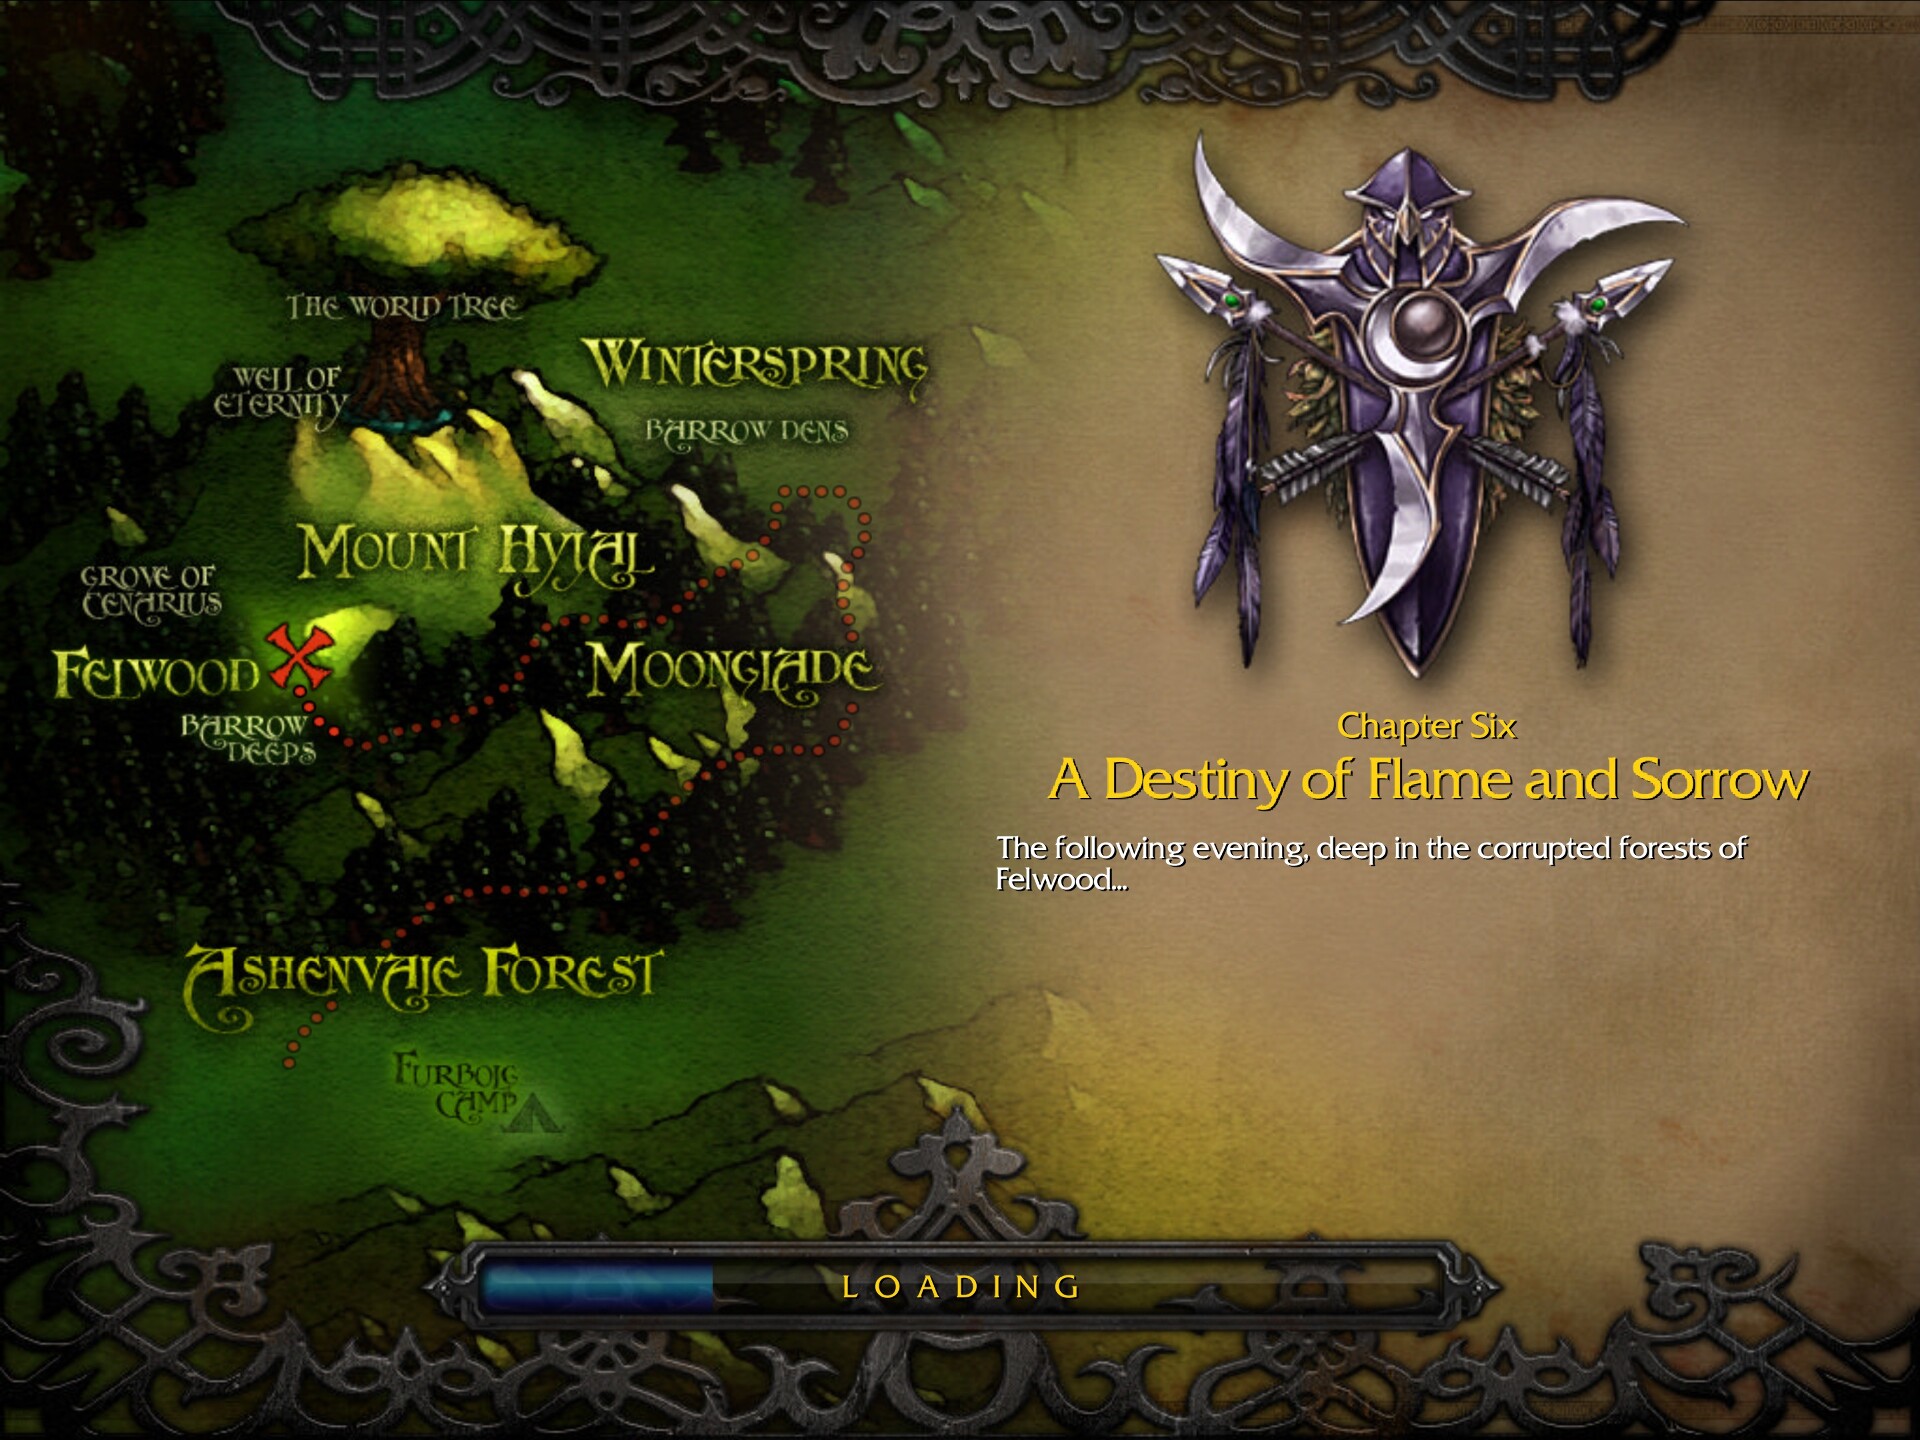 THE WORLD TREE
WELL OF
ETERNITY
WINTERSPRING
BARROW DENS
MOUNT HYJAL
GROVE OF
CENARIUS
FELWOOD
BARROW
DEEPS
MOONGLADE
ASHENVALE FOREST
FURBOLG
CAMP
Chapter Six
A Destiny of Flame and Sorrow
The following evening, deep in the corrupted forests of
Felwood...
LOADING